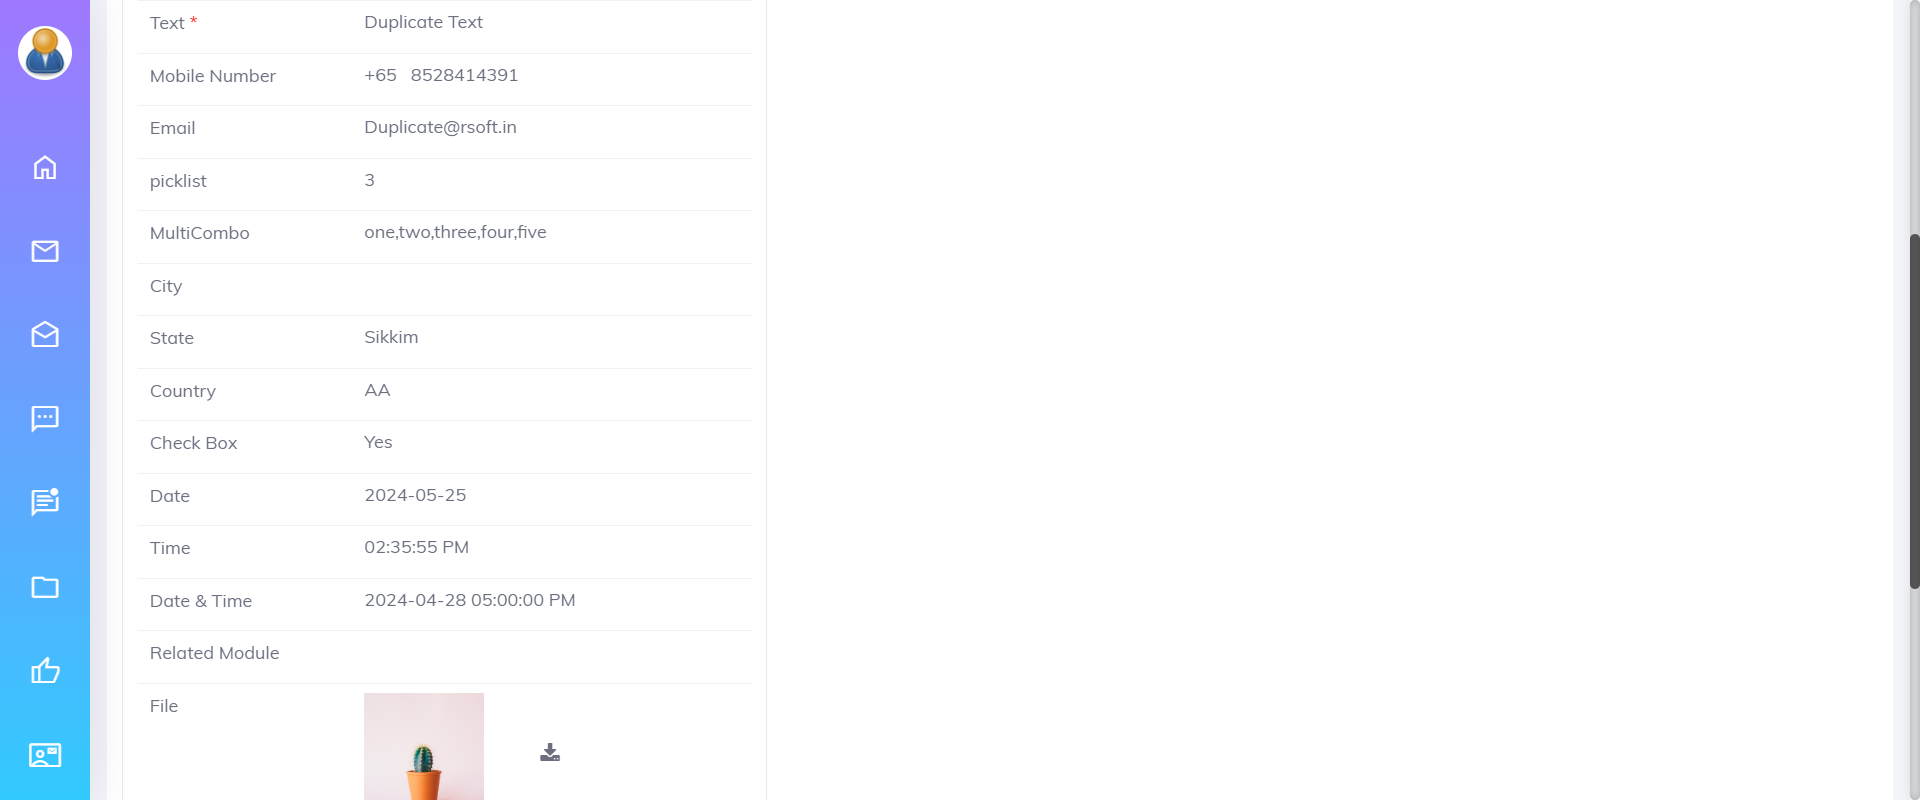 Text * Duplicate Text
Mobile Number +65 8528414391
Email Duplicate@rsoft.in
picklist 3
MultiCombo one,two,three,four,five
City
State Sikkim
Country AA
Check Box Yes
Date 2024-05-25
Time 02:35:55 PM
Date & Time 2024-04-28 05:00:00 PM
Related Module
File